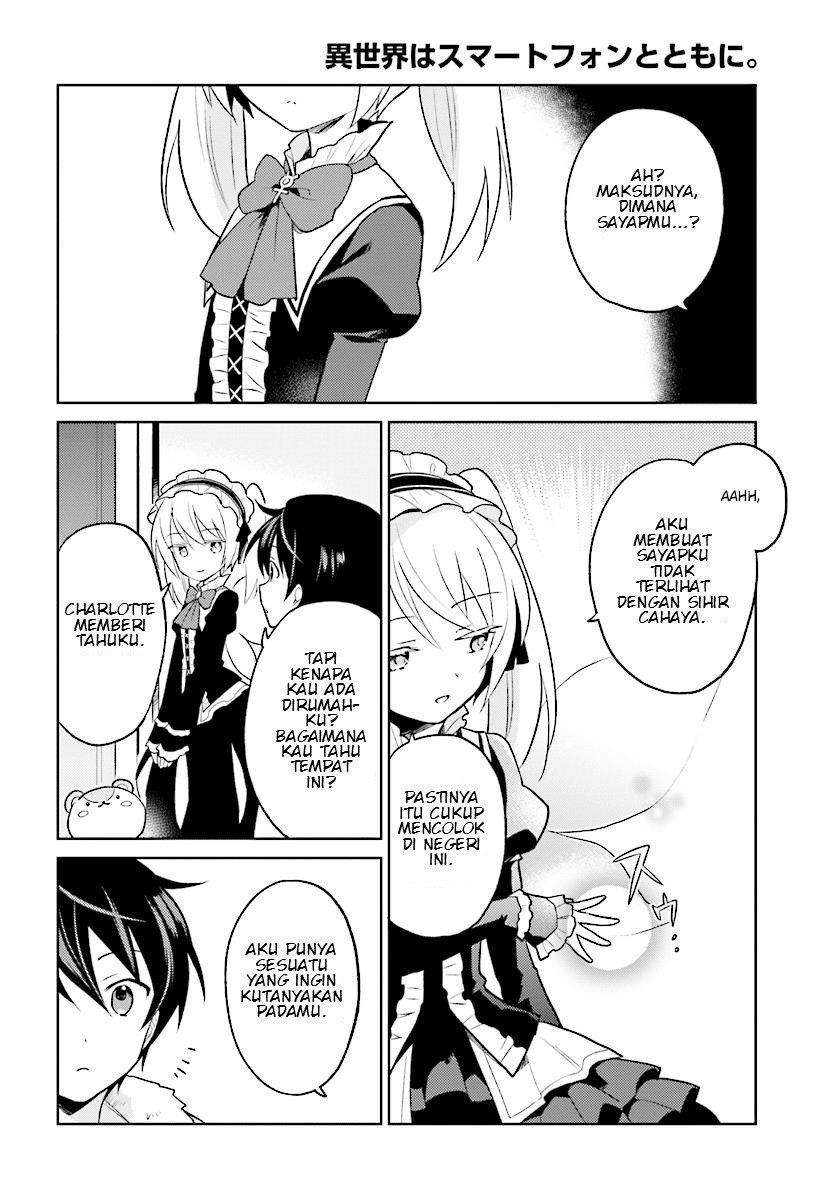 異世界はスマートフォンとともに。
AH?
MAKSUDNYA,
DIMANA
SAYAPMU...?
AAHH,
AKU
MEMBUAT
SAYAPKU
TIDAK
TERLIHAT
DENGAN SIHIR
CAHAYA.
PASTINYA
ITU CUKUP
MENCOLOK
DI NEGERI
INI.
スゥ。
TAPI
KENAPA
KAU ADA
DIRUMAH-
KU?
BAGAIMANA
KAU TAHU
TEMPAT
INI?
CHARLOTTE
MEMBERI
TAHUKU.
AKU PUNYA
SESUATU
YANG INGIN
KUTANYAKAN
PADAMU.